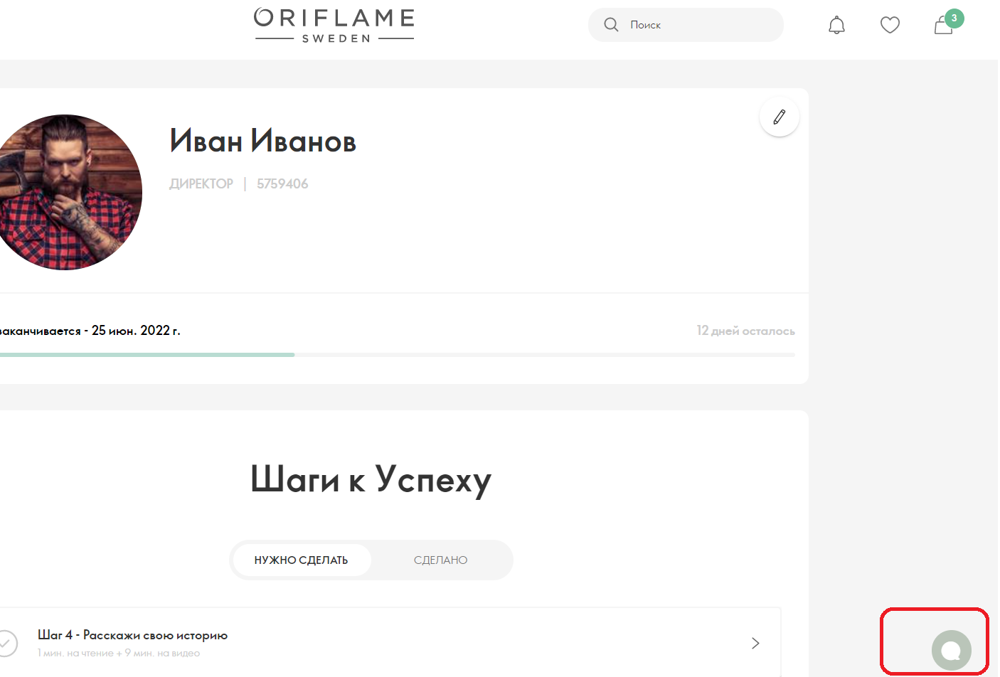 ORIFLAME
SWEDEN
Поиск
3
Иван Иванов
ДИРЕКТОР | 5759406
заканчивается - 25 июн. 2022 г.
12 дней осталось
Шаги к Успеху
НУЖНО СДЕЛАТЬ
СДЕЛАНО
Шаг 4 - Расскажи свою историю
1 мин. на чтение + 9 мин. на видео